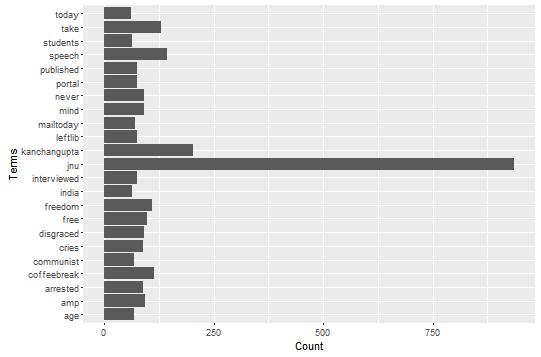 today
take
students
speech
published
portal
never
mind
mailtoday
leftlib
kanchangupta
jnu
interviewed
india
freedom
free
disgraced
cries
communist
coffeebreak
arrested
amp
age
Terms
0 250 500 750
Count